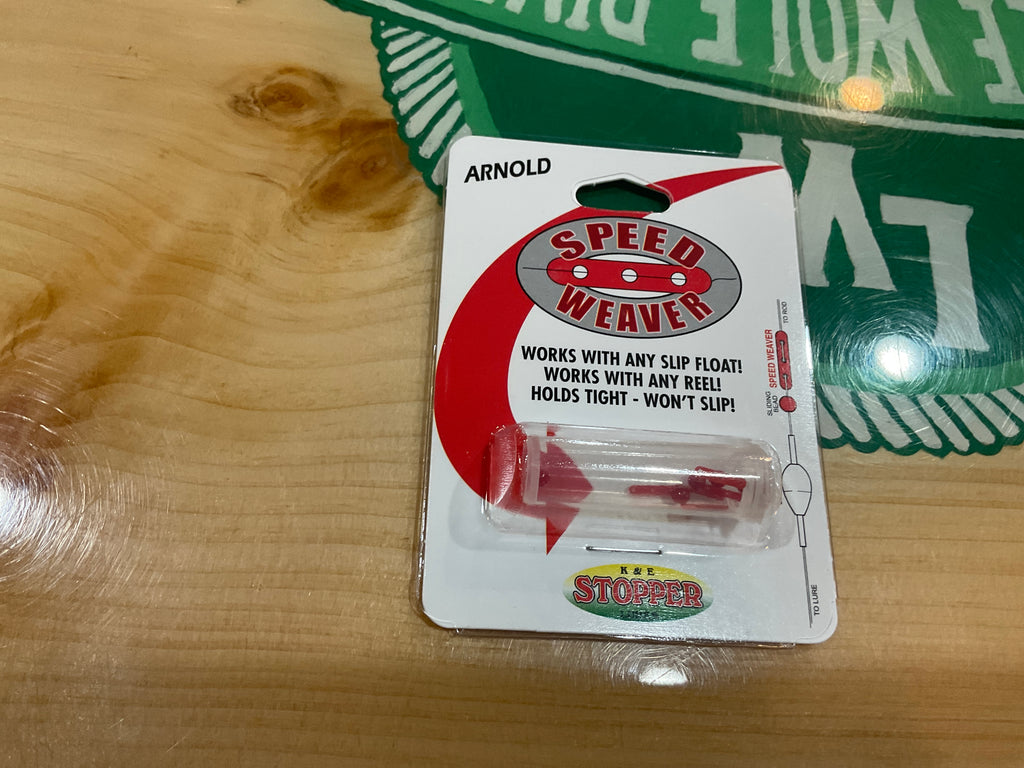 ARNOLD
SPEED
WEAVER
WORKS WITH ANY SLIP FLOAT!
WORKS WITH ANY REEL!
HOLDS TIGHT - WON'T SLIP!
TO ROD
SPEED WEAVER
SLIDING
BEAD
TO LURE
K & E
STOPPER